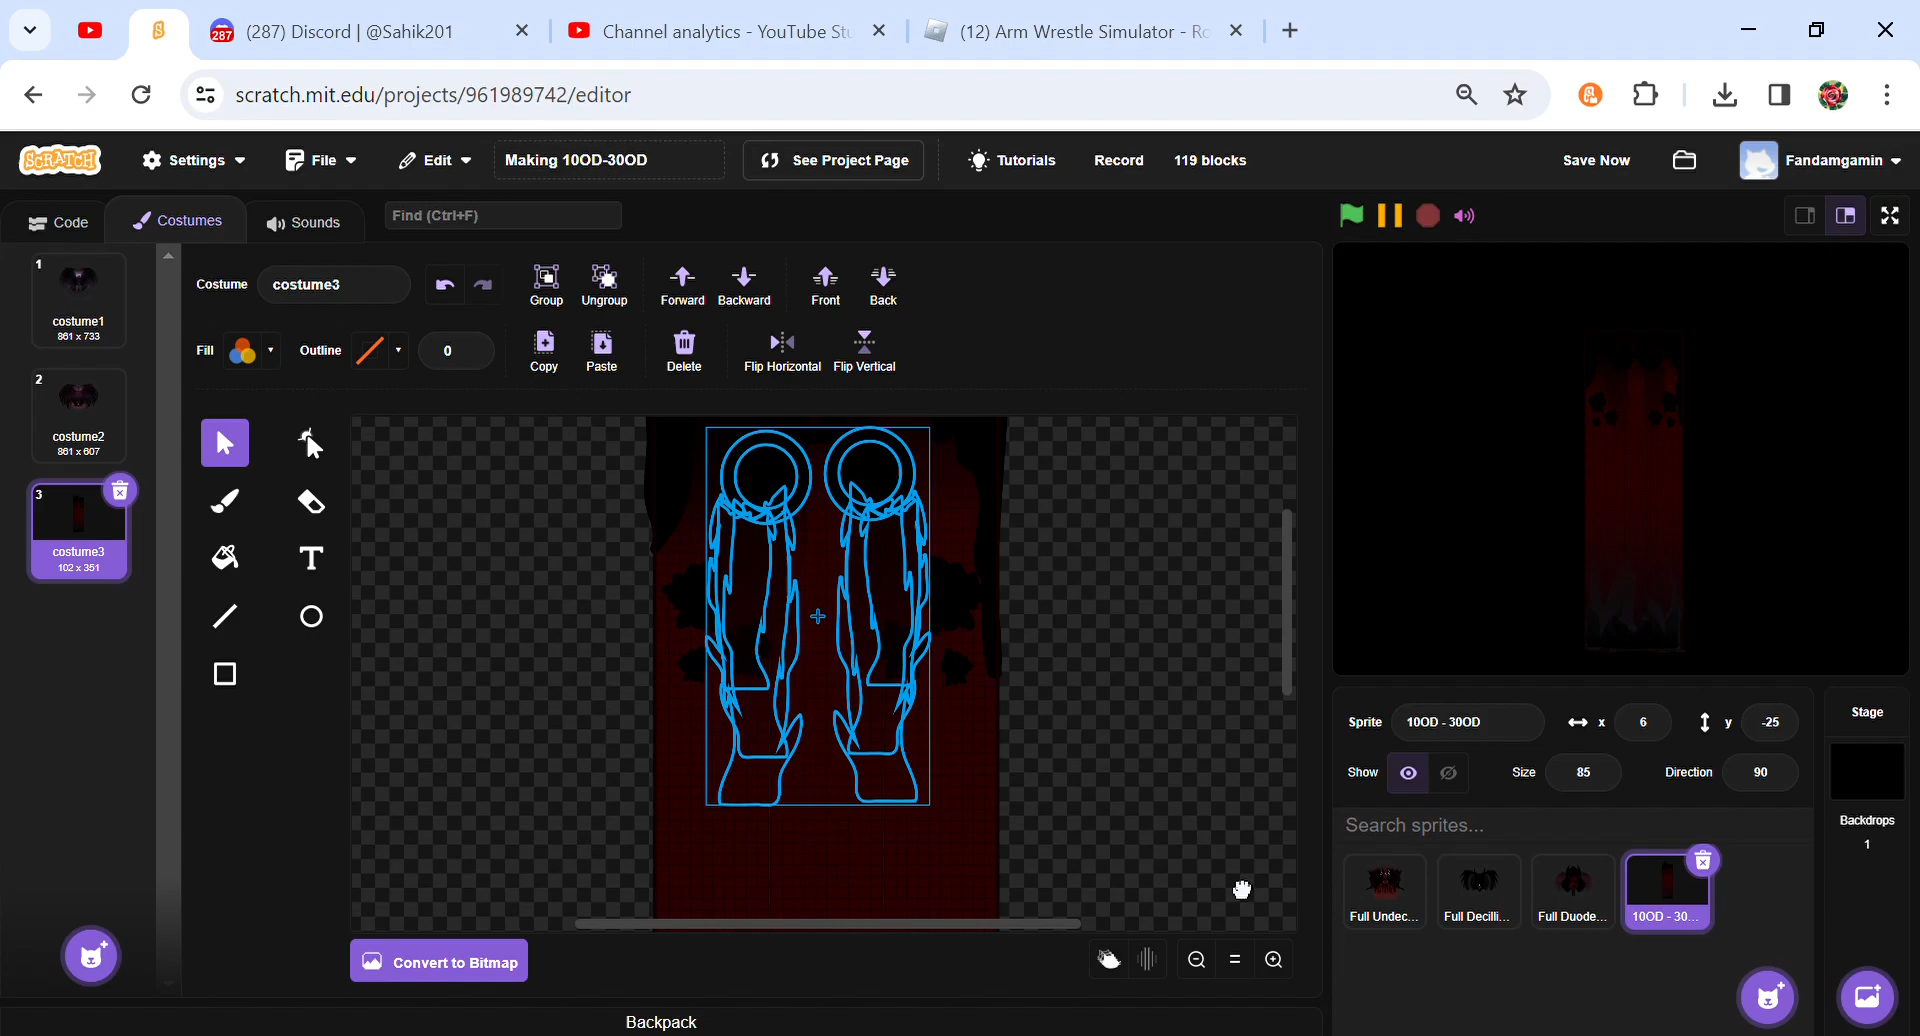 287
(287) Discord | @Sahik201
Channel analytics - YouTube Stu
(12) Arm Wrestle Simulator - Ro
scratch.mit.edu/projects/961989742/editor
SCRATCH
Settings
File
Edit
Making 10OD-30OD
See Project Page
Tutorials
Record
119 blocks
Save Now
Fandamgamin
Code
Costumes
Sounds
Find (Ctrl+F)
1
costume1
861 x 733
2
costume2
861 x 607
3
costume3
102 x 351
Costume
costume3
Group
Ungroup
Forward
Backward
Front
Back
Fill
Outline
0
Copy
Paste
Delete
Flip Horizontal
Flip Vertical
T
Convert to Bitmap
Backpack
Sprite
10OD - 30OD
x
6
y
-25
Show
Size
85
Direction
90
Search sprites...
Full Undec...
Full Decilli...
Full Duode...
10OD - 30...
Stage
Backdrops
1